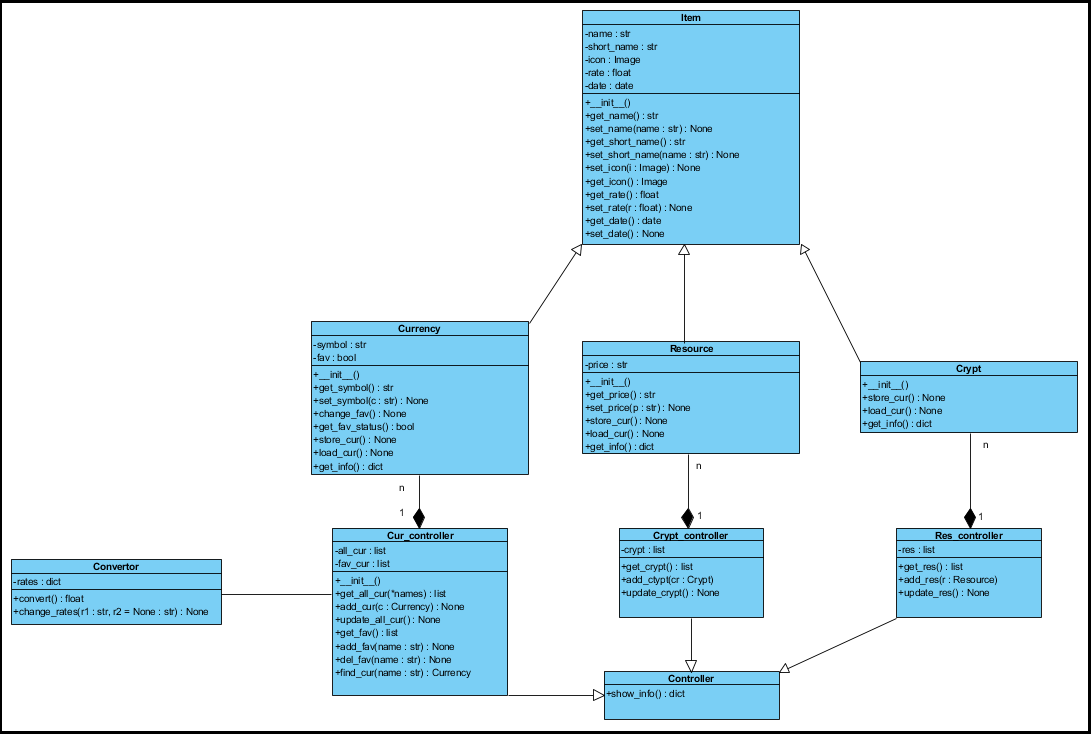 Item
-name : str
-short_name : str
-icon : Image
-rate : float
-date : date
+__init__()
+get_name() : str
+set_name(name : str) : None
+get_short_name() : str
+set_short_name(name : str) : None
+set_icon(i : Image) : None
+get_icon() : Image
+get_rate() : float
+set_rate(r : float) : None
+get_date() : date
+set_date() : None
Currency
-symbol : str
-fav : bool
+__init__()
+get_symbol() : str
+set_symbol(c : str) : None
+change_fav() : None
+get_fav_status() : bool
+store_cur() : None
+load_cur() : None
+get_info() : dict
Resource
-price : str
+__init__()
+get_price() : str
+set_price(p : str) : None
+store_cur() : None
+load_cur() : None
+get_info() : dict
Crypt
+__init__()
+store_cur() : None
+load_cur() : None
+get_info() : dict
n
1
n
1
n
1
Convertor
-rates : dict
+convert() : float
+change_rates(r1 : str, r2 = None : str) : None
Cur_controller
-all_cur : list
-fav_cur : list
+__init__()
+get_all_cur(*names) : list
+add_cur(c : Currency) : None
+update_all_cur() : None
+get_fav() : list
+add_fav(name : str) : None
+del_fav(name : str) : None
+find_cur(name : str) : Currency
Crypt_controller
-crypt : list
+get_crypt() : list
+add_ctypt(cr : Crypt)
+update_crypt() : None
Res_controller
-res : list
+get_res() : list
+add_res(r : Resource)
+update_res() : None
Controller
+show_info() : dict